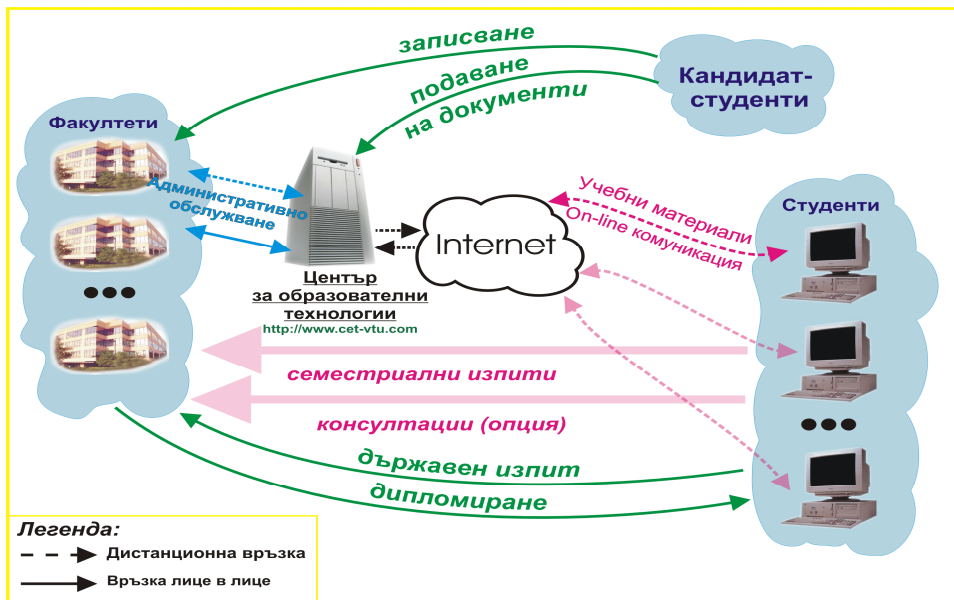 записване
подаване
на документи
Кандидат-
студенти
Факултети
Административно
обслужване
Internet
Учебни материали
On-line комуникация
Студенти
Център
за образователни
технологии
http://www.cet-vtu.com
семестриални изпити
консултации (опция)
държавен изпит
дипломиране
Легенда:
Дистанционна връзка
Връзка лице в лице